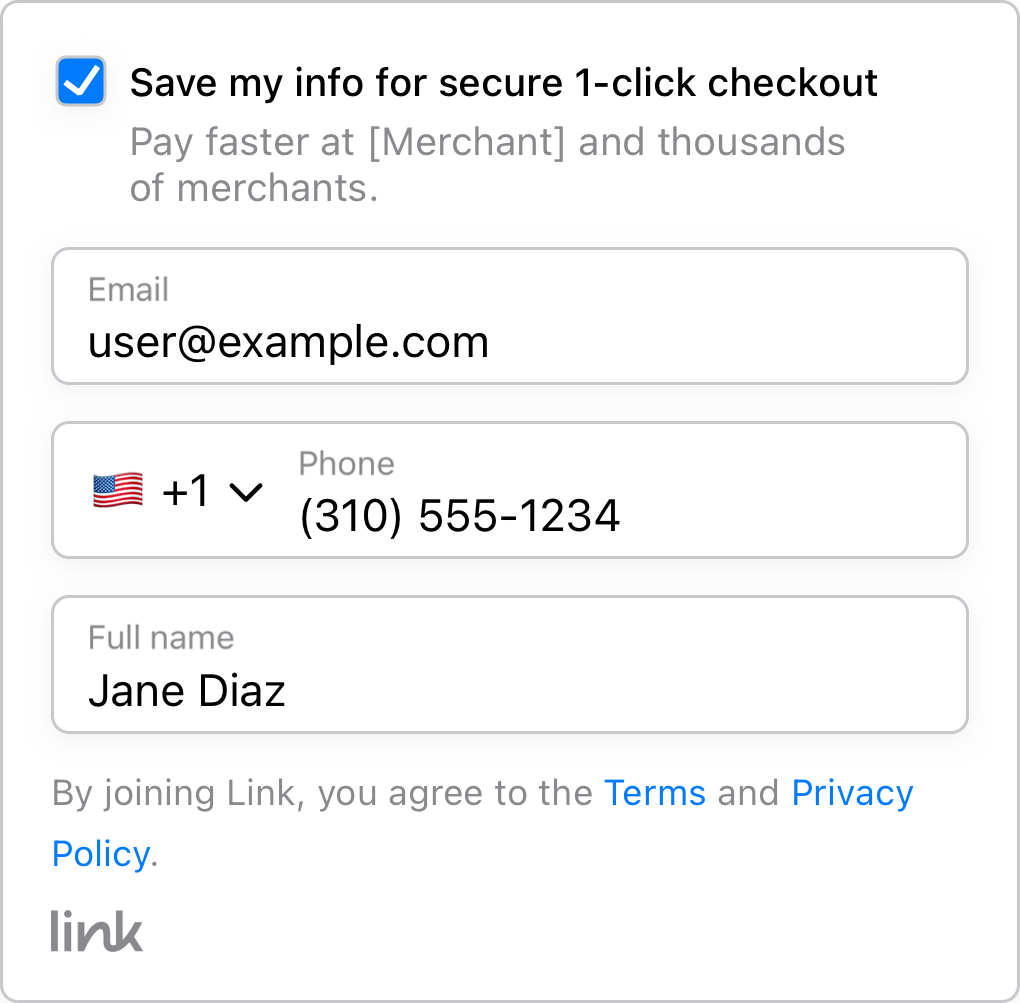 Save my info for secure 1-click checkout
Pay faster at [Merchant] and thousands
of merchants.
Email
user@example.com
Phone
+1 (310) 555-1234
Full name
Jane Diaz
By joining Link, you agree to the Terms and Privacy
Policy.
link